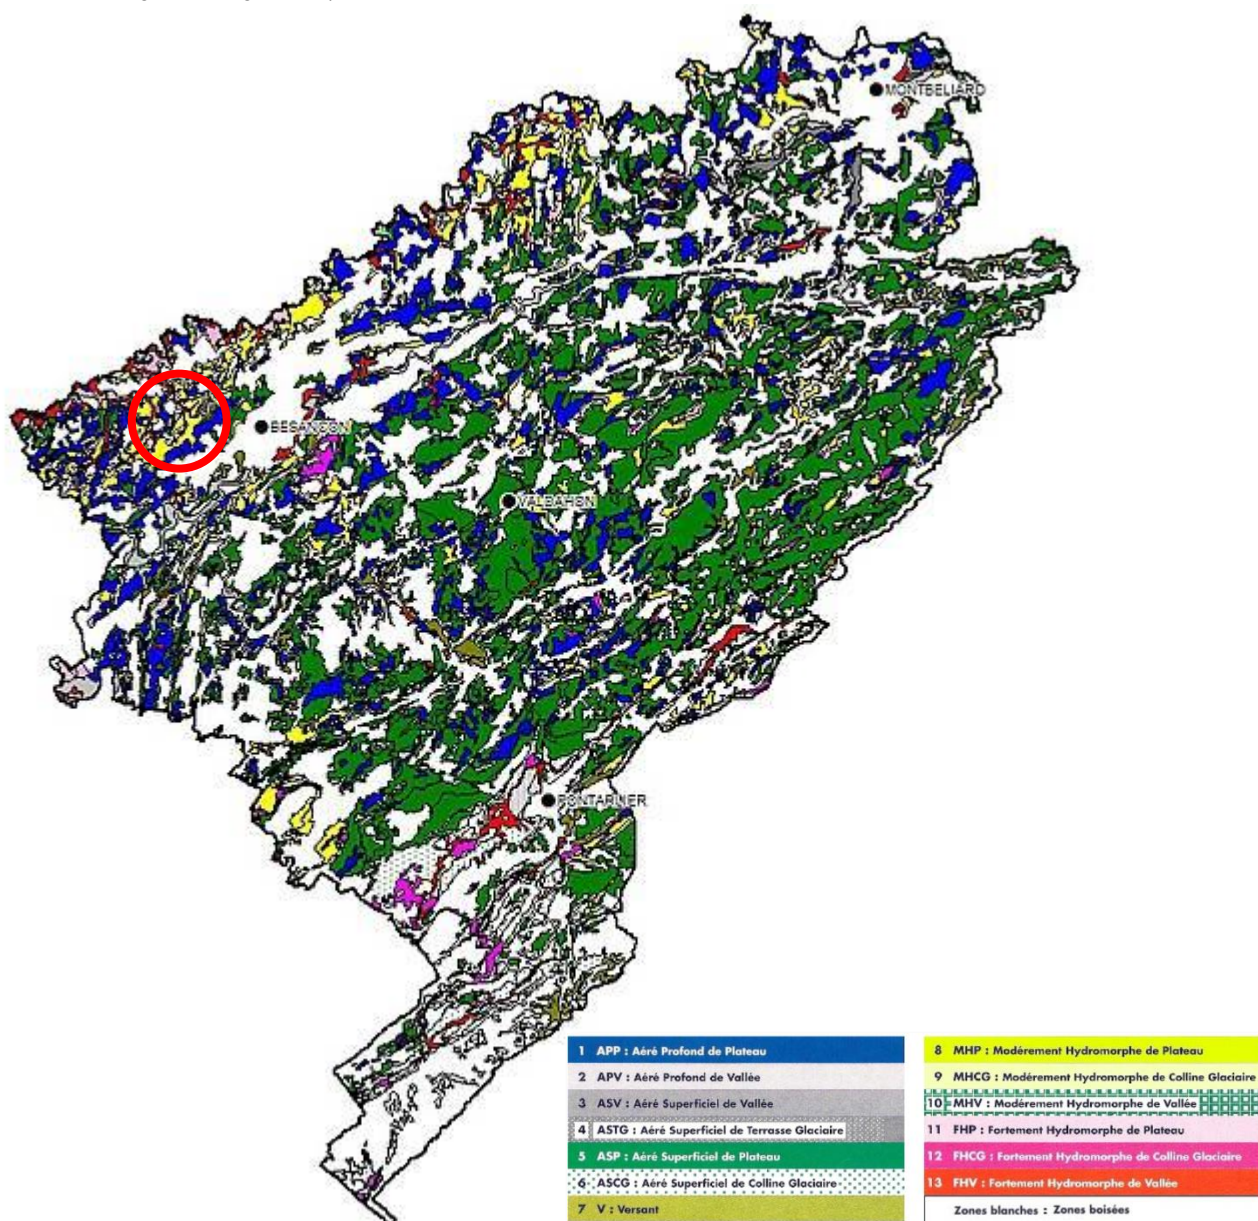 MONTBELIARD
BESANCON
VALDAHON
PONTARLIER
1 APP : Aéré Profond de Plateau
2 APV : Aéré Profond de Vallée
3 ASV : Aéré Superficiel de Vallée
4 ASTG : Aéré Superficiel de Terrasse Glaciaire
5 ASP : Aéré Superficiel de Plateau
6 ASCG : Aéré Superficiel de Colline Glaciaire
7 V : Versant
8 MHP : Modérement Hydromorphe de Plateau
9 MHCG : Modérement Hydromorphe de Colline Glaciaire
10 MHV : Modérement Hydromorphe de Vallée
11 FHP : Fortement Hydromorphe de Plateau
12 FHCG : Fortement Hydromorphe de Colline Glaciaire
13 FHV : Fortement Hydromorphe de Vallée
Zones blanches : Zones boisées